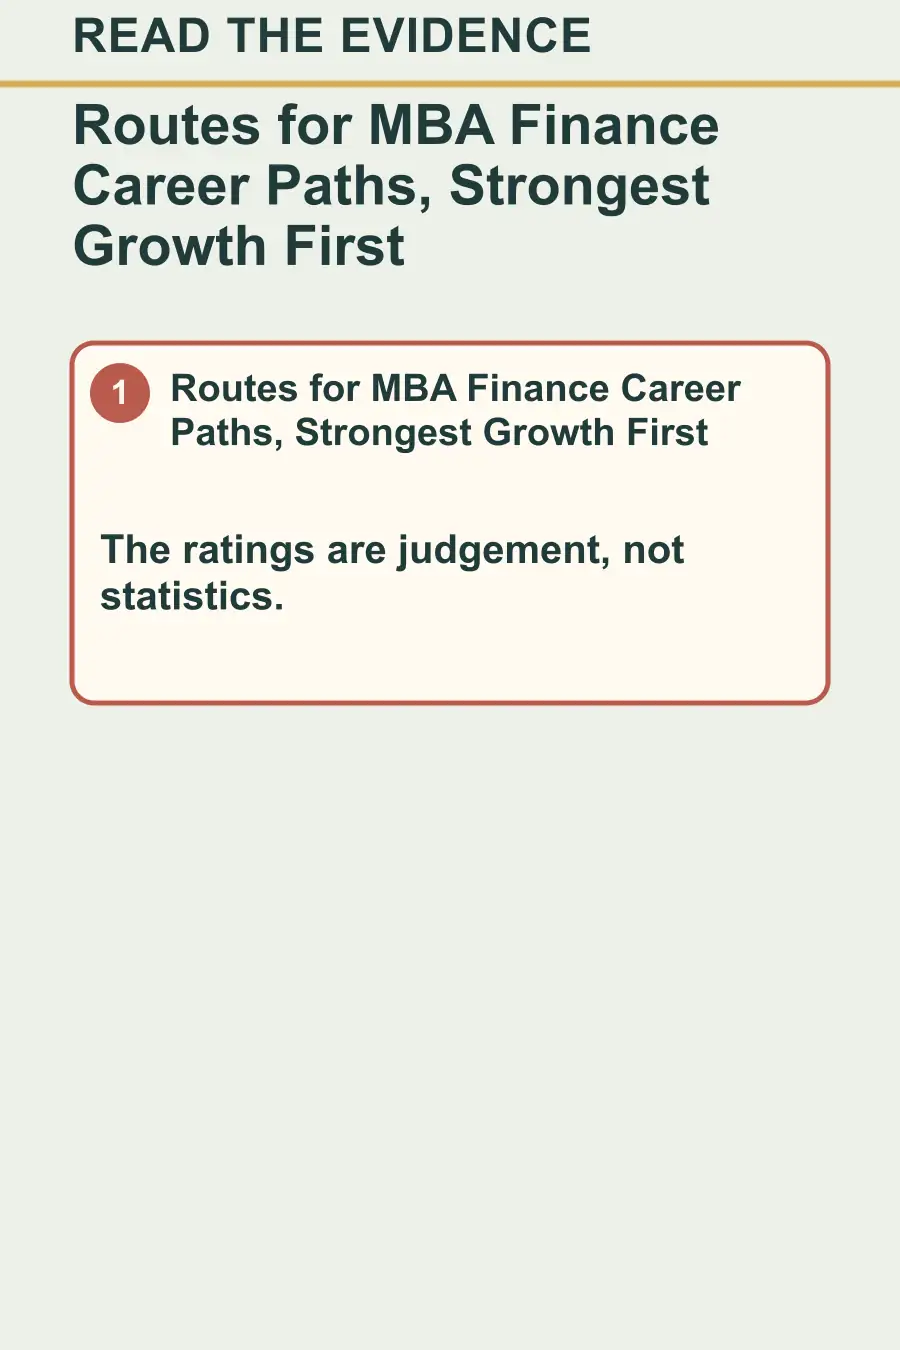 READ THE EVIDENCE
Routes for MBA Finance
Career Paths, Strongest
Growth First
1
Routes for MBA Finance Career
Paths, Strongest Growth First
The ratings are judgement, not
statistics.